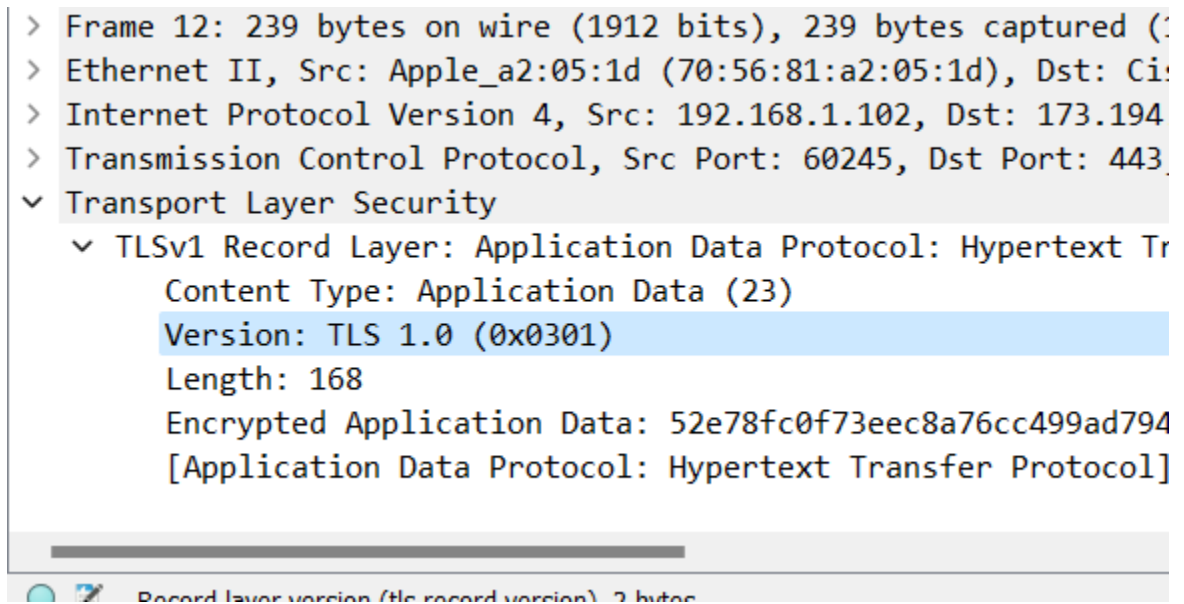 > Frame 12: 239 bytes on wire (1912 bits), 239 bytes captured (
> Ethernet II, Src: Apple_a2:05:1d (70:56:81:a2:05:1d), Dst: Ci
> Internet Protocol Version 4, Src: 192.168.1.102, Dst: 173.194
> Transmission Control Protocol, Src Port: 60245, Dst Port: 443
Transport Layer Security
TLSv1 Record Layer: Application Data Protocol: Hypertext Tr
Content Type: Application Data (23)
Version: TLS 1.0 (0x0301)
Length: 168
Encrypted Application Data: 52e78fc0f73eec8a76cc499ad794
[Application Data Protocol: Hypertext Transfer Protocol]
Record layer version (tls.record.version), 2 bytes